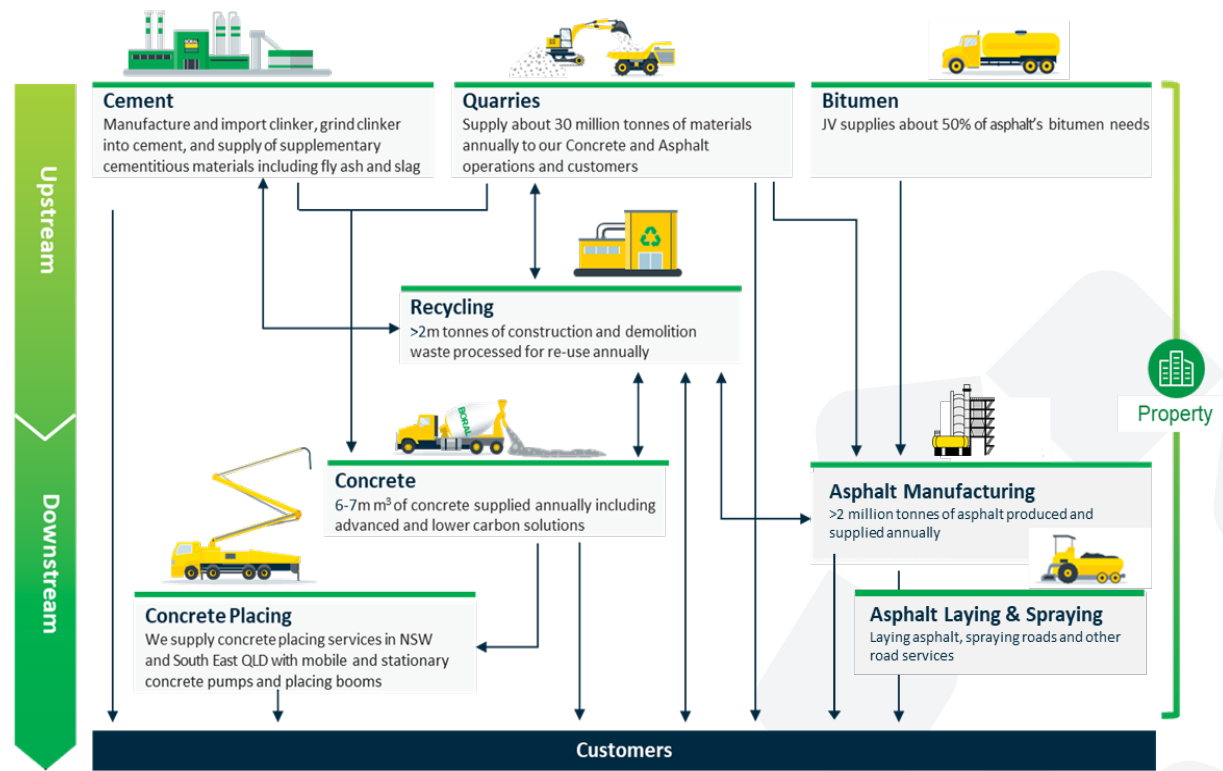 Cement
Manufacture and import clinker, grind clinker
into cement, and supply of supplementary
cementitious materials including fly ash and slag
Quarries
Supply about 30 million tonnes of materials
annually to our Concrete and Asphalt
operations and customers
Bitumen
JV supplies about 50% of asphalt's bitumen needs
Upstream
Recycling
>2m tonnes of construction and demolition
waste processed for re-use annually
Property
BORAL
Concrete
6-7m m³ of concrete supplied annually including
advanced and lower carbon solutions
Asphalt Manufacturing
>2 million tonnes of asphalt produced and
supplied annually
Downstream
Concrete Placing
We supply concrete placing services in NSW
and South East QLD with mobile and stationary
concrete pumps and placing booms
Asphalt Laying & Spraying
Laying asphalt, spraying roads and other
road services
Customers